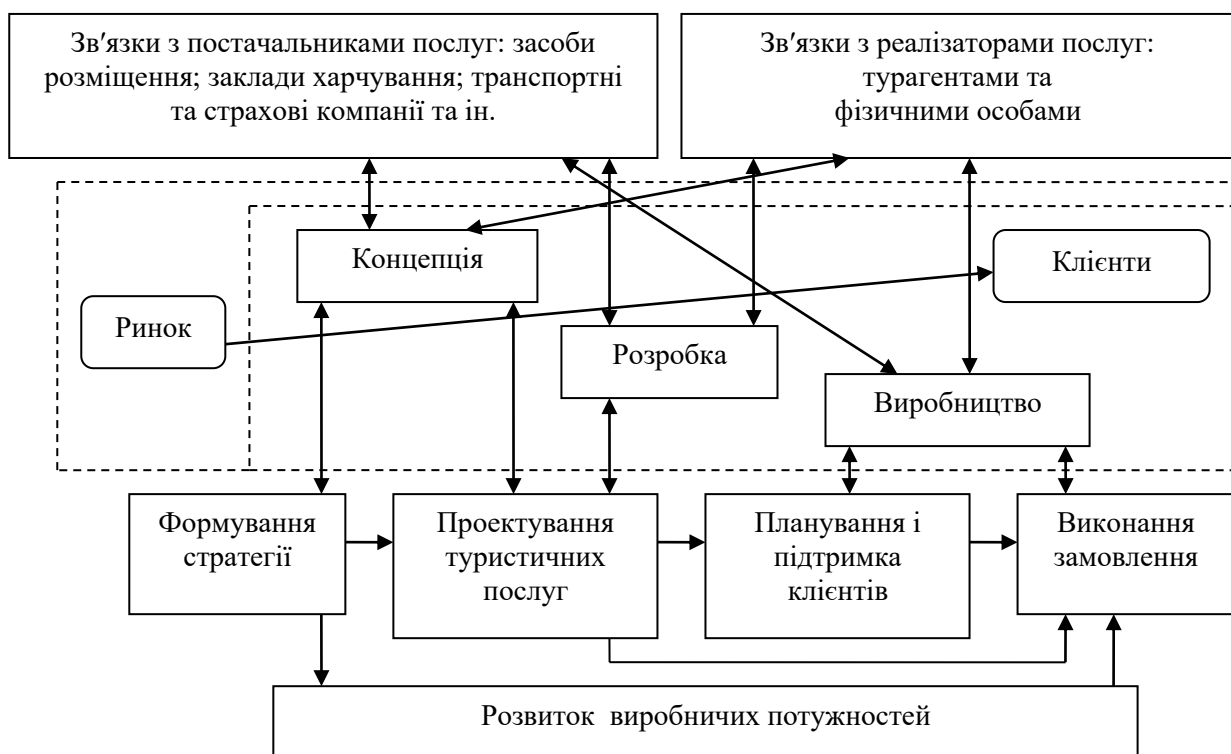 Зв'язки з постачальниками послуг: засоби
розміщення; заклади харчування; транспортні
та страхові компанії та ін.
Зв'язки з реалізаторами послуг:
турагентами та
фізичними особами
Концепція
Клієнти
Ринок
Розробка
Виробництво
Формування
стратегії
Проектування
туристичних
послуг
Планування і
підтримка
клієнтів
Виконання
замовлення
Розвиток виробничих потужностей